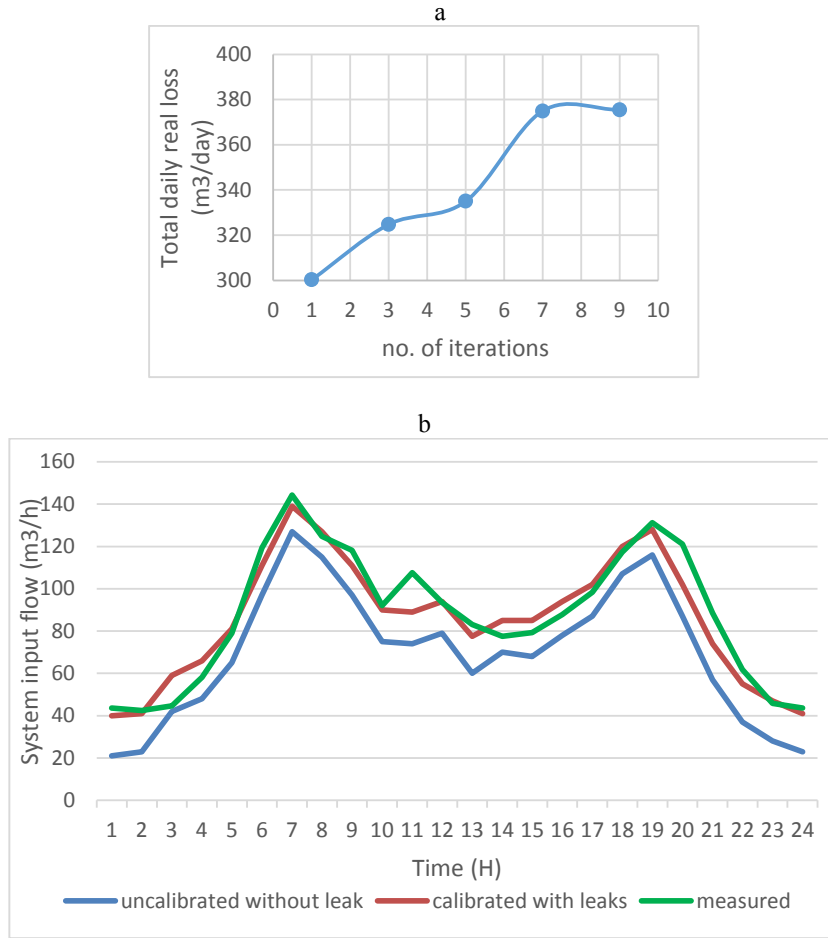 a
Total daily real loss
(m3/day)
400
380
360
340
320
300
0 1 2 3 4 5 6 7 8 9 10
no. of iterations
b
System input flow (m3/h)
160
140
120
100
80
60
40
20
0
1 2 3 4 5 6 7 8 9 10 11 12 13 14 15 16 17 18 19 20 21 22 23 24
Time (H)
uncalibrated without leak calibrated with leaks measured